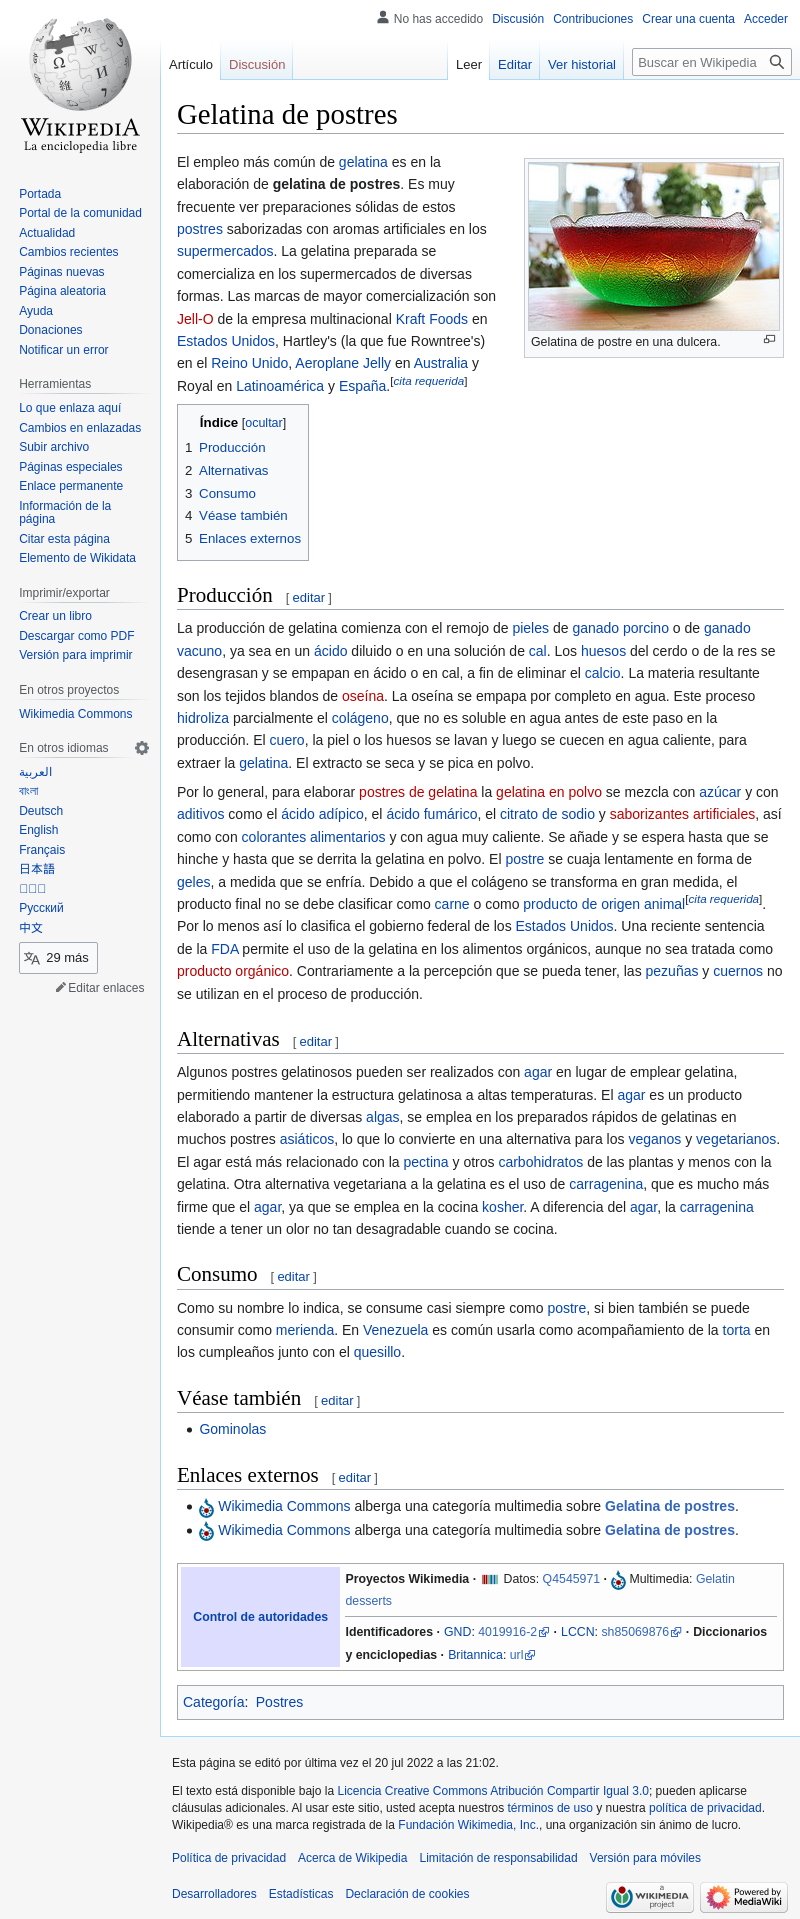 No has accedido Discusión Contribuciones Crear una cuenta Acceder
Artículo Discusión Leer Editar Ver historial Buscar en Wikipedia
WIKIPEDIA
La enciclopedia libre
Portada
Portal de la comunidad
Actualidad
Cambios recientes
Páginas nuevas
Página aleatoria
Ayuda
Donaciones
Notificar un error
Herramientas
Lo que enlaza aquí
Cambios en enlazadas
Subir archivo
Páginas especiales
Enlace permanente
Información de la
página
Citar esta página
Elemento de Wikidata
Imprimir/exportar
Crear un libro
Descargar como PDF
Versión para imprimir
En otros proyectos
Wikimedia Commons
En otros idiomas
العربية
বাংলা
Deutsch
English
Français
日本語
Русский
中文
29 más
Editar enlaces
Gelatina de postres
El empleo más común de gelatina es en la
elaboración de gelatina de postres. Es muy
frecuente ver preparaciones sólidas de estos
postres saborizadas con aromas artificiales en los
supermercados. La gelatina preparada se
comercializa en los supermercados de diversas
formas. Las marcas de mayor comercialización son
Jell-O de la empresa multinacional Kraft Foods en
Estados Unidos, Hartley's (la que fue Rowntree's)
en el Reino Unido, Aeroplane Jelly en Australia y
Royal en Latinoamérica y España.[cita requerida]
Gelatina de postre en una dulcera.
Índice [ocultar]
1 Producción
2 Alternativas
3 Consumo
4 Véase también
5 Enlaces externos
Producción [ editar ]
La producción de gelatina comienza con el remojo de pieles de ganado porcino o de ganado
vacuno, ya sea en un ácido diluido o en una solución de cal. Los huesos del cerdo o de la res se
desengrasan y se empapan en ácido o en cal, a fin de eliminar el calcio. La materia resultante
son los tejidos blandos de oseína. La oseína se empapa por completo en agua. Este proceso
hidroliza parcialmente el colágeno, que no es soluble en agua antes de este paso en la
producción. El cuero, la piel o los huesos se lavan y luego se cuecen en agua caliente, para
extraer la gelatina. El extracto se seca y se pica en polvo.
Por lo general, para elaborar postres de gelatina la gelatina en polvo se mezcla con azúcar y con
aditivos como el ácido adípico, el ácido fumárico, el citrato de sodio y saborizantes artificiales, así
como con colorantes alimentarios y con agua muy caliente. Se añade y se espera hasta que se
hinche y hasta que se derrita la gelatina en polvo. El postre se cuaja lentamente en forma de
geles, a medida que se enfría. Debido a que el colágeno se transforma en gran medida, el
producto final no se debe clasificar como carne o como producto de origen animal[cita requerida].
Por lo menos así lo clasifica el gobierno federal de los Estados Unidos. Una reciente sentencia
de la FDA permite el uso de la gelatina en los alimentos orgánicos, aunque no sea tratada como
producto orgánico. Contrariamente a la percepción que se pueda tener, las pezuñas y cuernos no
se utilizan en el proceso de producción.
Alternativas [ editar ]
Algunos postres gelatinosos pueden ser realizados con agar en lugar de emplear gelatina,
permitiendo mantener la estructura gelatinosa a altas temperaturas. El agar es un producto
elaborado a partir de diversas algas, se emplea en los preparados rápidos de gelatinas en
muchos postres asiáticos, lo que lo convierte en una alternativa para los veganos y vegetarianos.
El agar está más relacionado con la pectina y otros carbohidratos de las plantas y menos con la
gelatina. Otra alternativa vegetariana a la gelatina es el uso de carragenina, que es mucho más
firme que el agar, ya que se emplea en la cocina kosher. A diferencia del agar, la carragenina
tiende a tener un olor no tan desagradable cuando se cocina.
Consumo [ editar ]
Como su nombre lo indica, se consume casi siempre como postre, si bien también se puede
consumir como merienda. En Venezuela es común usarla como acompañamiento de la torta en
los cumpleaños junto con el quesillo.
Véase también [ editar ]
• Gominolas
Enlaces externos [ editar ]
• Wikimedia Commons alberga una categoría multimedia sobre Gelatina de postres.
• Wikimedia Commons alberga una categoría multimedia sobre Gelatina de postres.
Control de autoridades
Proyectos Wikimedia · Datos: Q4545971 · Multimedia: Gelatin
desserts
Identificadores · GND: 4019916-2 · LCCN: sh85069876 · Diccionarios
y enciclopedias · Britannica: url
Categoría: Postres
Esta página se editó por última vez el 20 jul 2022 a las 21:02.
El texto está disponible bajo la Licencia Creative Commons Atribución Compartir Igual 3.0; pueden aplicarse
cláusulas adicionales. Al usar este sitio, usted acepta nuestros términos de uso y nuestra política de privacidad.
Wikipedia® es una marca registrada de la Fundación Wikimedia, Inc., una organización sin ánimo de lucro.
Política de privacidad Acerca de Wikipedia Limitación de responsabilidad Versión para móviles
Desarrolladores Estadísticas Declaración de cookies
a WIKIMEDIA project
Powered by MediaWiki